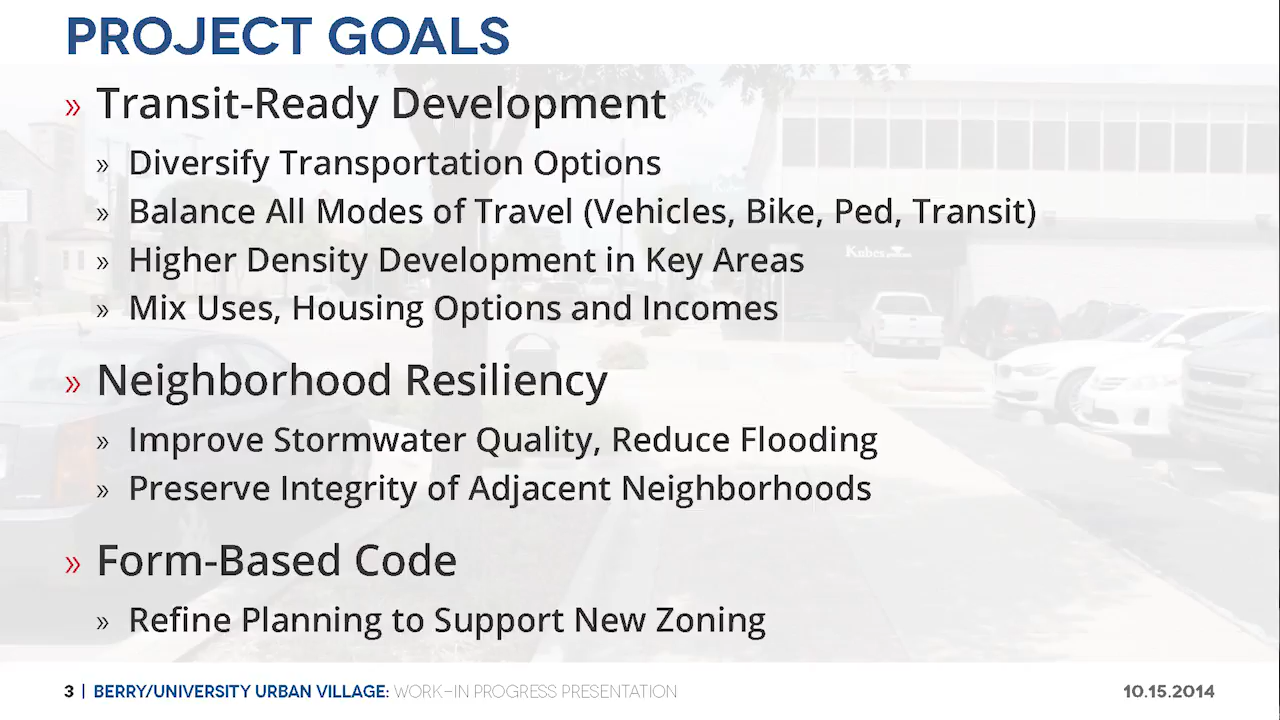 PROJECT GOALS
» Transit-Ready Development
» Diversify Transportation Options
» Balance All Modes of Travel (Vehicles, Bike, Ped, Transit)
» Higher Density Development in Key Areas
Kubes
» Mix Uses, Housing Options and Incomes
» Neighborhood Resiliency
» Improve Stormwater Quality, Reduce Flooding
» Preserve Integrity of Adjacent Neighborhoods
» Form-Based Code
» Refine Planning to Support New Zoning
3 | BERRY/UNIVERSITY URBAN VILLAGE: WORK-IN PROGRESS PRESENTATION 10.15.2014